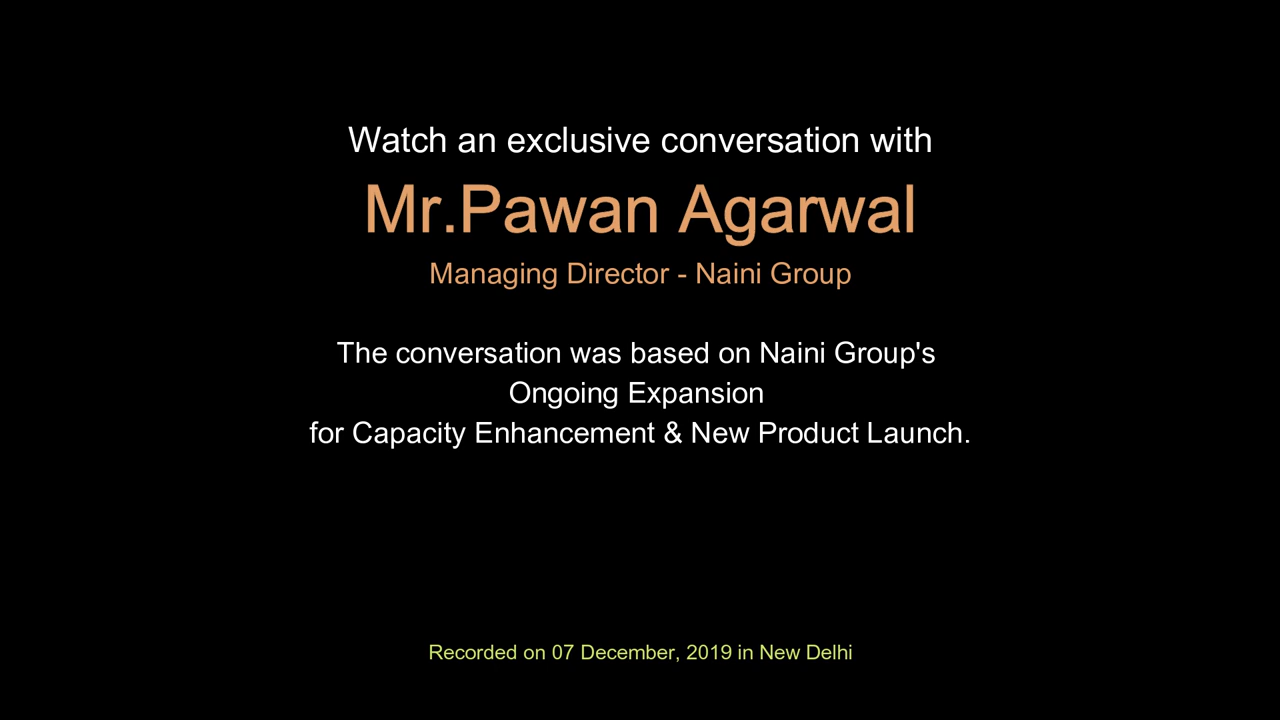 Watch an exclusive conversation with
Mr.Pawan Agarwal
Managing Director - Naini Group
The conversation was based on Naini Group's
Ongoing Expansion
for Capacity Enhancement & New Product Launch.
Recorded on 07 December, 2019 in New Delhi